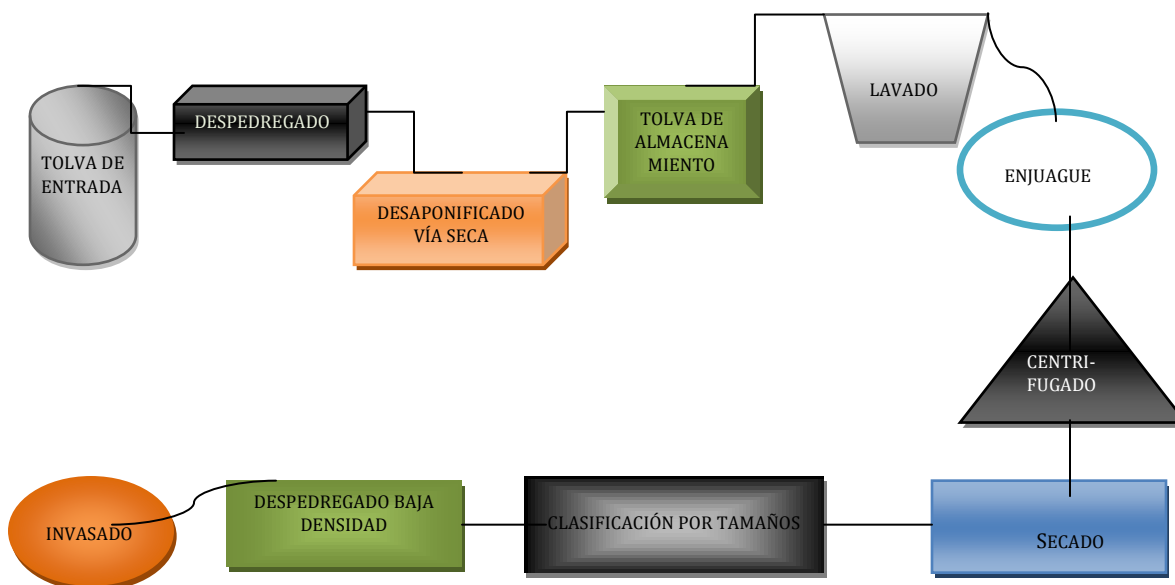 TOLVA DE
ENTRADA
DESPEDREGADO
DESAPONIFICADO
VÍA SECA
TOLVA DE
ALMACENA
MIENTO
LAVADO
ENJUAGUE
CENTRI-
FUGADO
SECADO
CLASIFICACIÓN POR TAMAÑOS
DESPEDREGADO BAJA
DENSIDAD
INVASADO